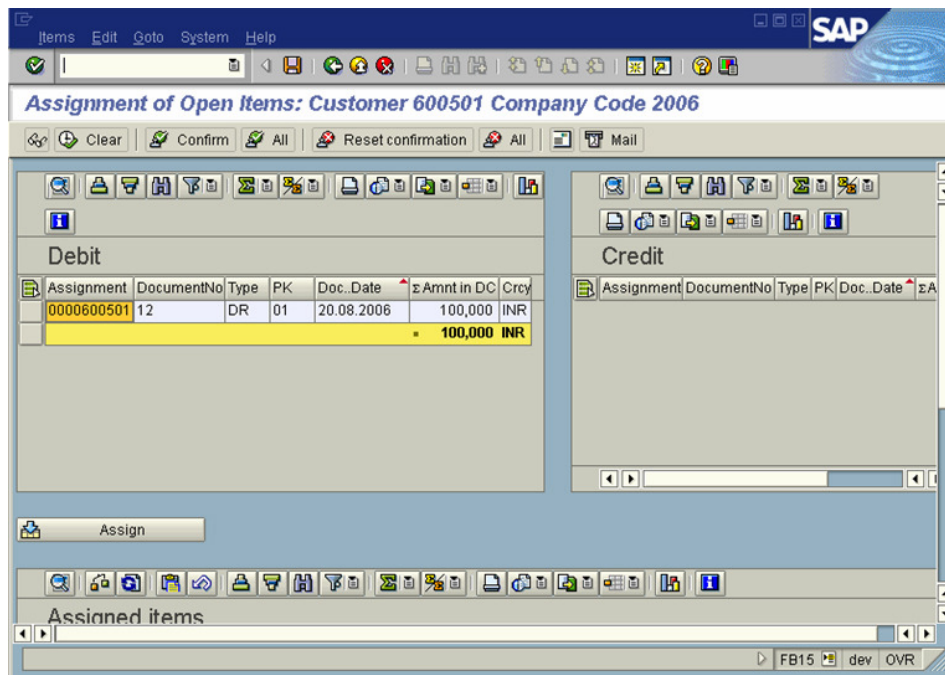 Items Edit Goto System Help
SAP
Assignment of Open Items: Customer 600501 Company Code 2006
Clear Confirm All Reset confirmation All Mail
Debit
Assignment DocumentNo Type PK Doc..Date Σ Amnt in DC Crcy
0000600501 12 DR 01 20.08.2006 100,000 INR
100,000 INR
Credit
Assignment DocumentNo Type PK Doc..Date ΣA
Assign
Assigned items
FB15 dev OVR